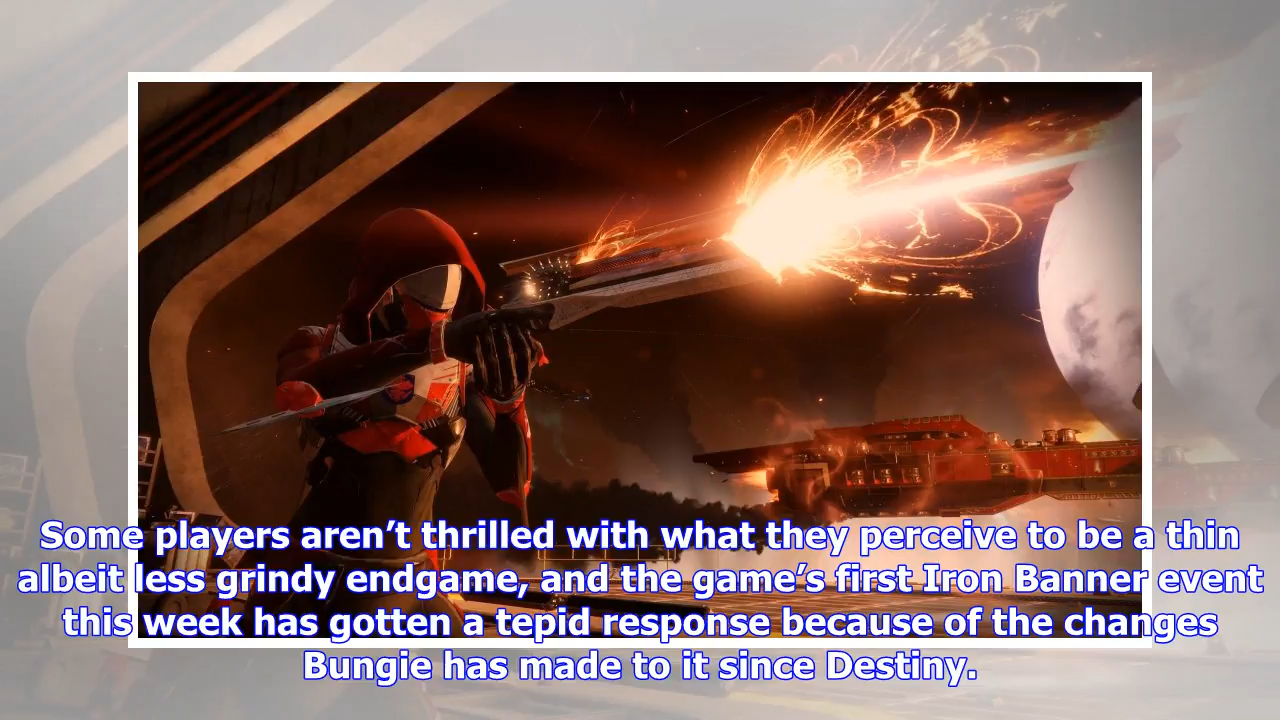 Some players aren’t thrilled with what they perceive to be a thin
albeit less grindy endgame, and the game’s first Iron Banner event
this week has gotten a tepid response because of the changes
Bungie has made to it since Destiny.